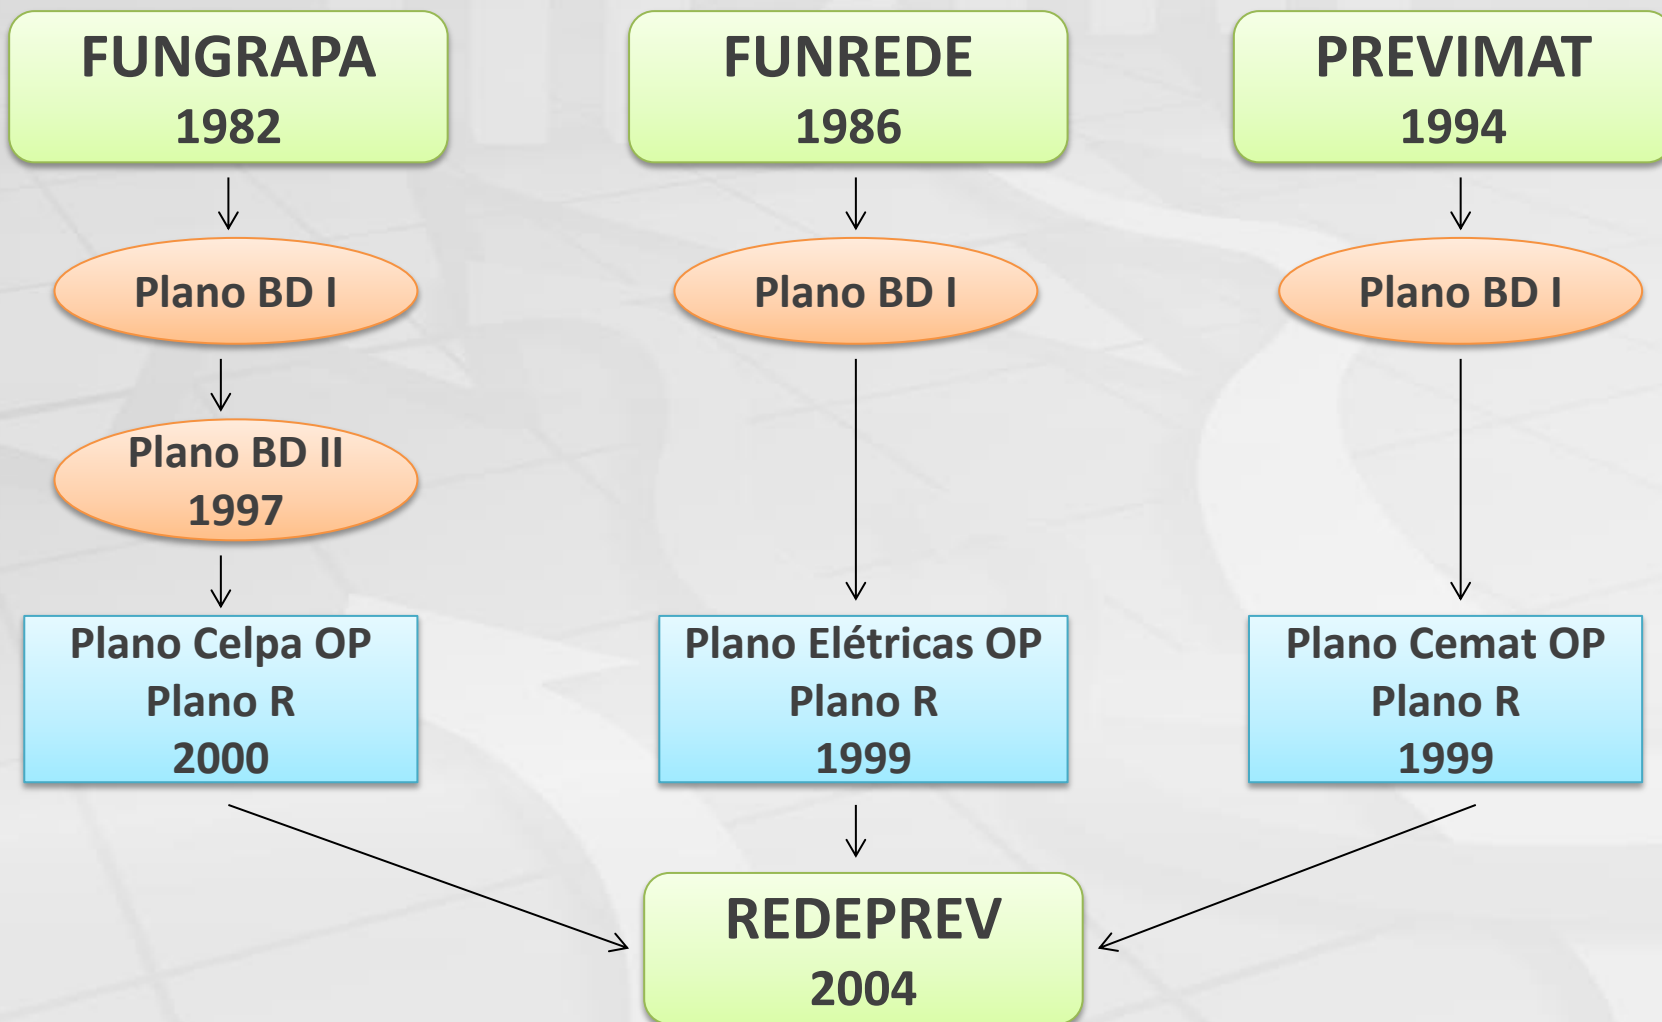 FUNGRAPA
1982
FUNREDE
1986
PREVIMAT
1994
Plano BD I
Plano BD I
Plano BD I
Plano BD II
1997
Plano Celpa OP
Plano R
2000
Plano Elétricas OP
Plano R
1999
Plano Cemat OP
Plano R
1999
REDEPREV
2004